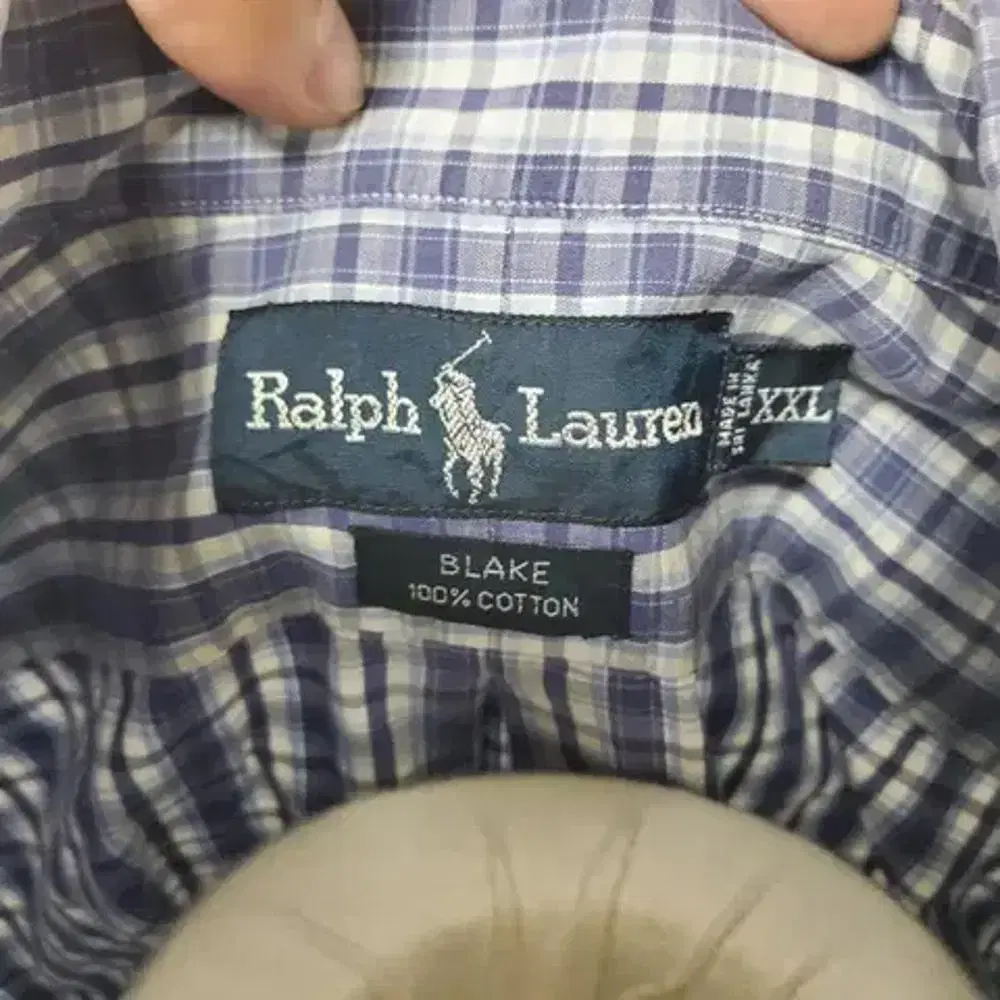 Ralph Lauren
MADE IN
SRI LANKA
XXL
BLAKE
100% COTTON